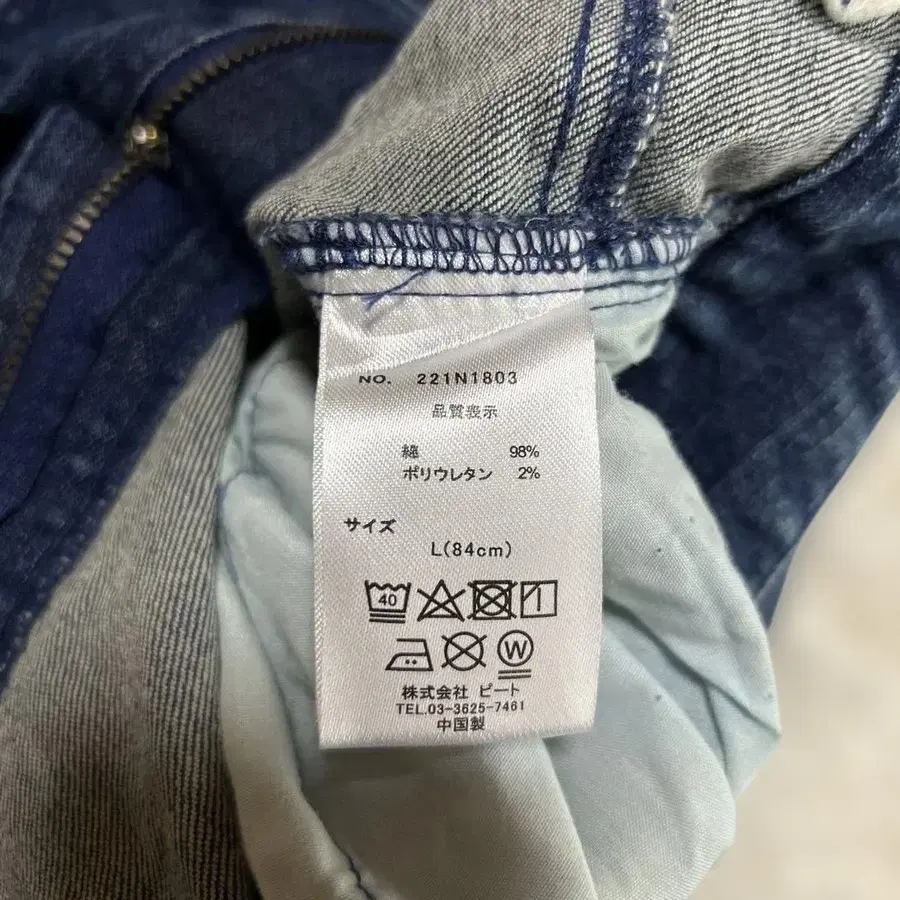 NO. 221N1803
品質表示
綿 98%
ポリウレタン 2%
サイズ
L(84cm)
40
W
株式会社 ピート
TEL.03-3625-7461
中国製